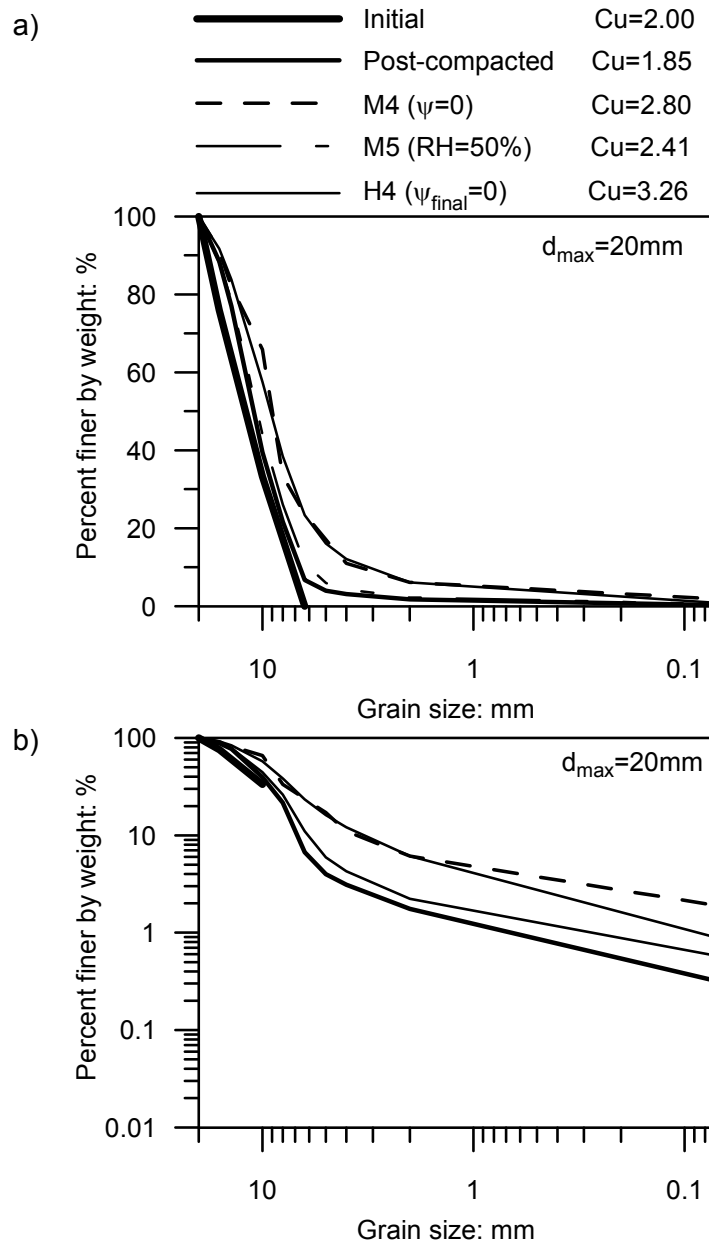 a)
Initial Cu=2.00
Post-compacted Cu=1.85
M4 (ψ=0) Cu=2.80
M5 (RH=50%) Cu=2.41
H4 (ψfinal=0) Cu=3.26
dmax=20mm
Percent finer by weight: %
100
80
60
40
20
0
10 1 0.1
Grain size: mm
b)
dmax=20mm
Percent finer by weight: %
100
10
1
0.1
0.01
10 1 0.1
Grain size: mm